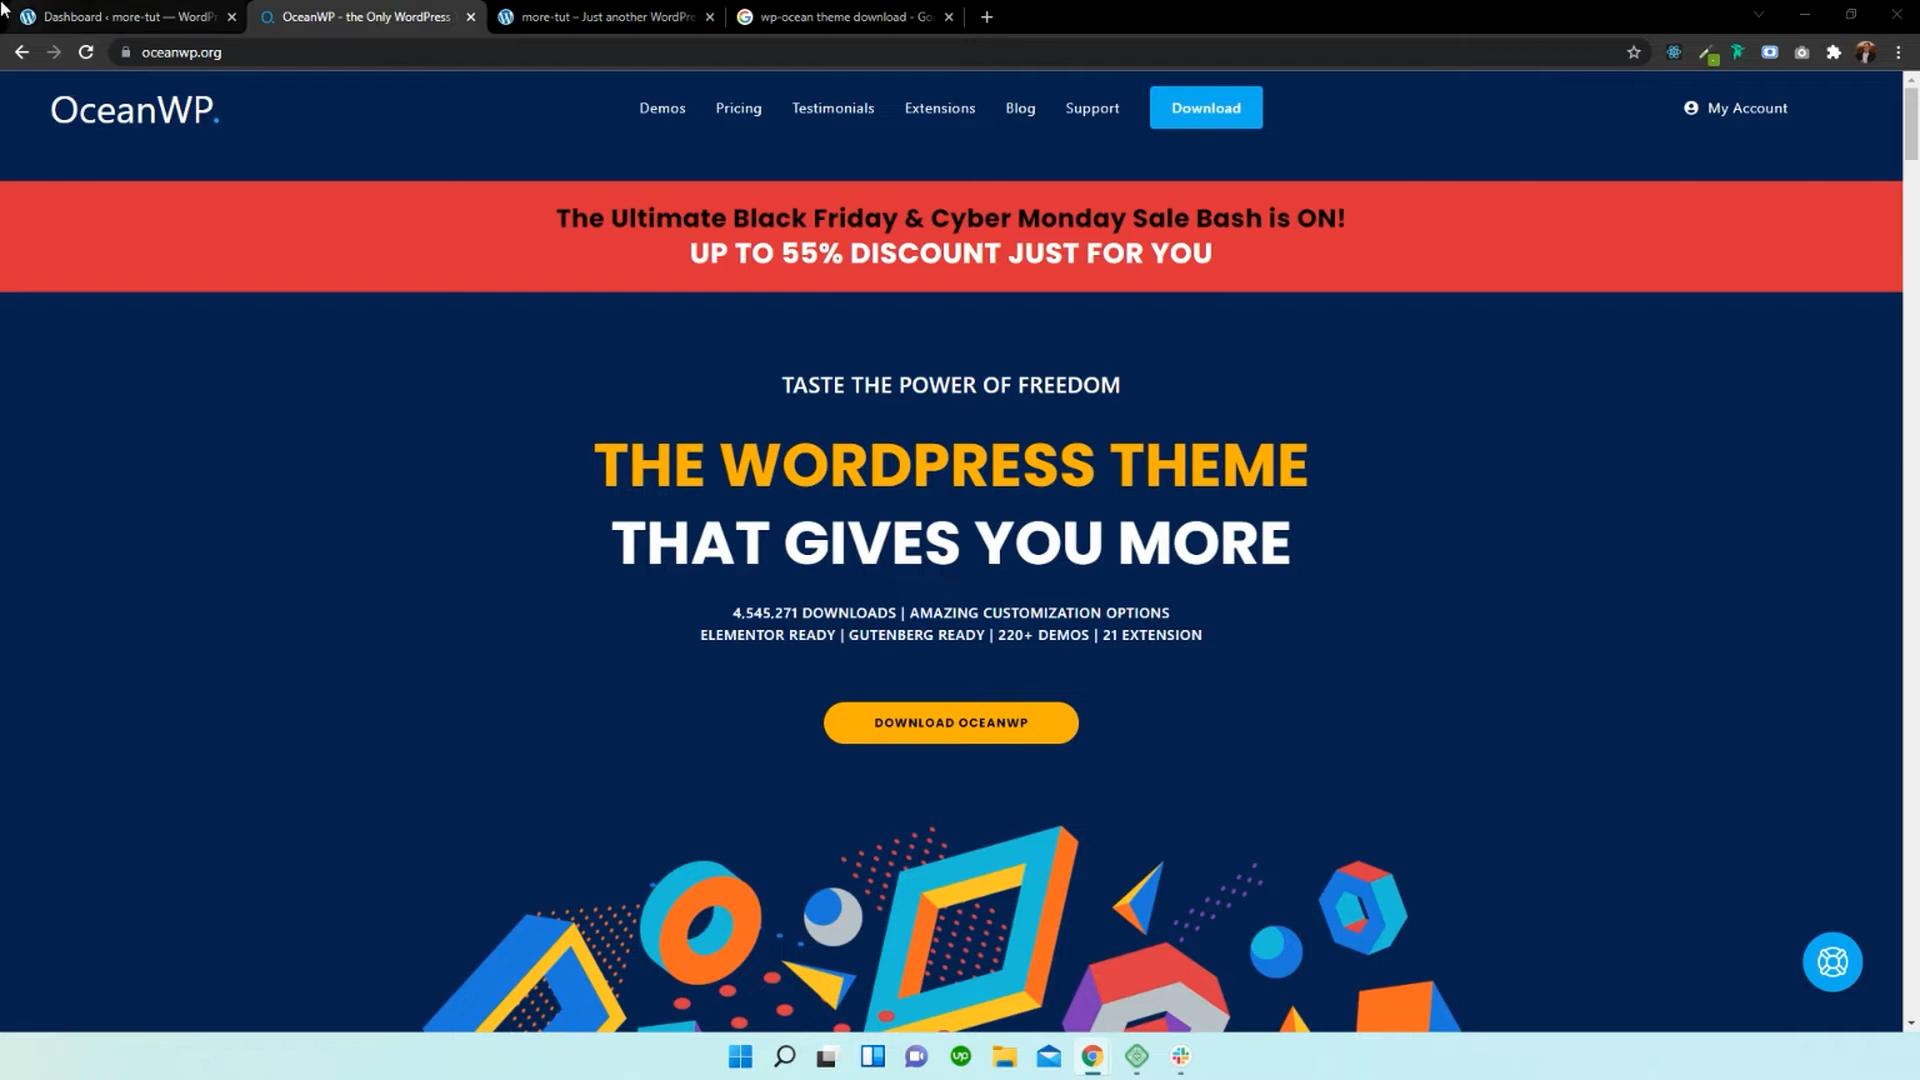 Dashboard ‹ more-tut — WordPr
OceanWP - the Only WordPress T
more-tut – Just another WordPre
wp-ocean theme download - Goo
oceanwp.org
OceanWP.
Demos
Pricing
Testimonials
Extensions
Blog
Support
Download
My Account
The Ultimate Black Friday & Cyber Monday Sale Bash is ON!
UP TO 55% DISCOUNT JUST FOR YOU
TASTE THE POWER OF FREEDOM
THE WORDPRESS THEME
THAT GIVES YOU MORE
4,545,271 DOWNLOADS | AMAZING CUSTOMIZATION OPTIONS
ELEMENTOR READY | GUTENBERG READY | 220+ DEMOS | 21 EXTENSION
DOWNLOAD OCEANWP
up